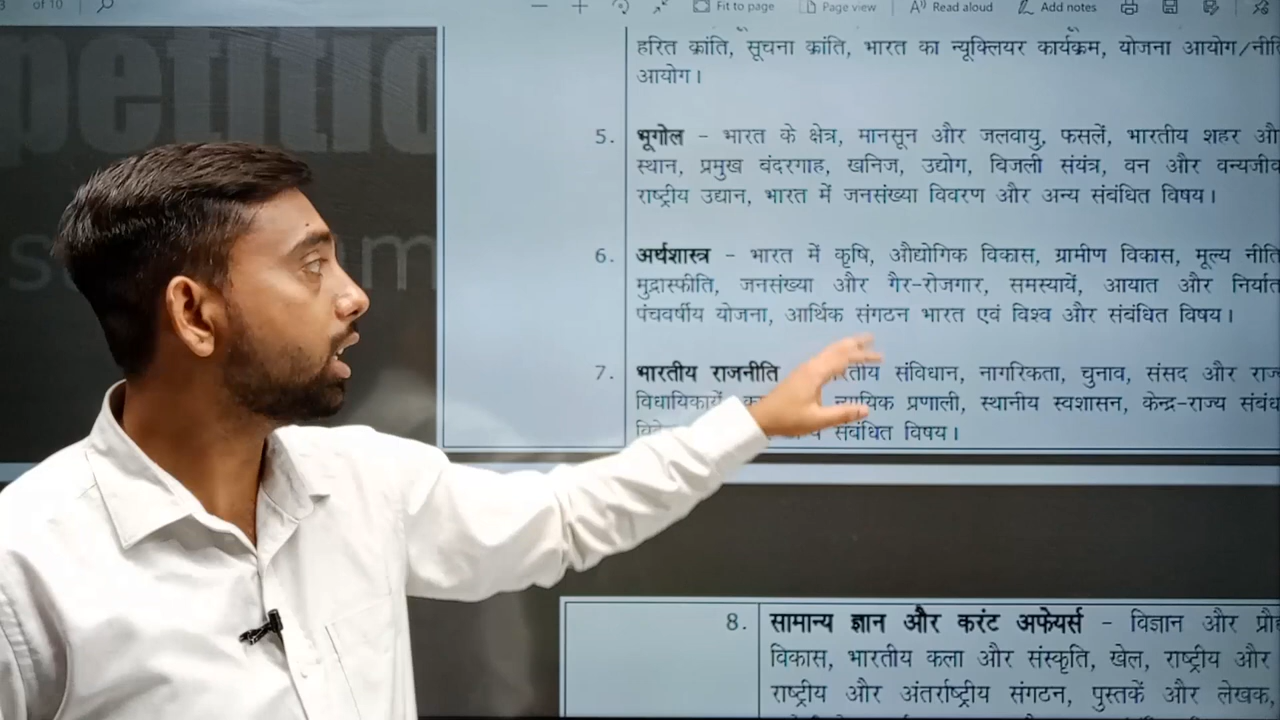 of 10
Fit to page
Page view
Read aloud
Add notes
petitio
हरित क्रांति, सूचना क्रांति, भारत का न्यूक्लियर कार्यक्रम, योजना आयोग/नीति
आयोग।
5. भूगोल – भारत के क्षेत्र, मानसून और जलवायु, फसलें, भारतीय शहर
स्थान, प्रमुख बंदरगाह, खनिज, उद्योग, विजली संयंत्र, वन और
राष्ट्रीय उद्यान, भारत में जनसंख्या विवरण और अन्य संबंधित विषय।
6. अर्थशास्त्र – भारत में कृषि, औद्योगिक विकास, ग्रामीण विकास, मूल्य नीति
मुद्रास्फीति, जनसंख्या और गैर-रोजगार, समस्यायें, आयात और निर्यात
पंचवर्षीय योजना, आर्थिक संगठन भारत एवं विश्व और संबंधित विषय।
7. भारतीय राजनीति संविधान, नागरिकता, चुनाव, संसद और
विधायिकायें, प्रणाली, स्थानीय स्वशासन, केन्द्र-राज्य
संबंधित विषय।
8. सामान्य ज्ञान और करंट अफेयर्स – विज्ञान और
विकास, भारतीय कला और संस्कृति, खेल, राष्ट्रीय और
राष्ट्रीय और अंतर्राष्ट्रीय संगठन, पुस्तकें और लेखक,